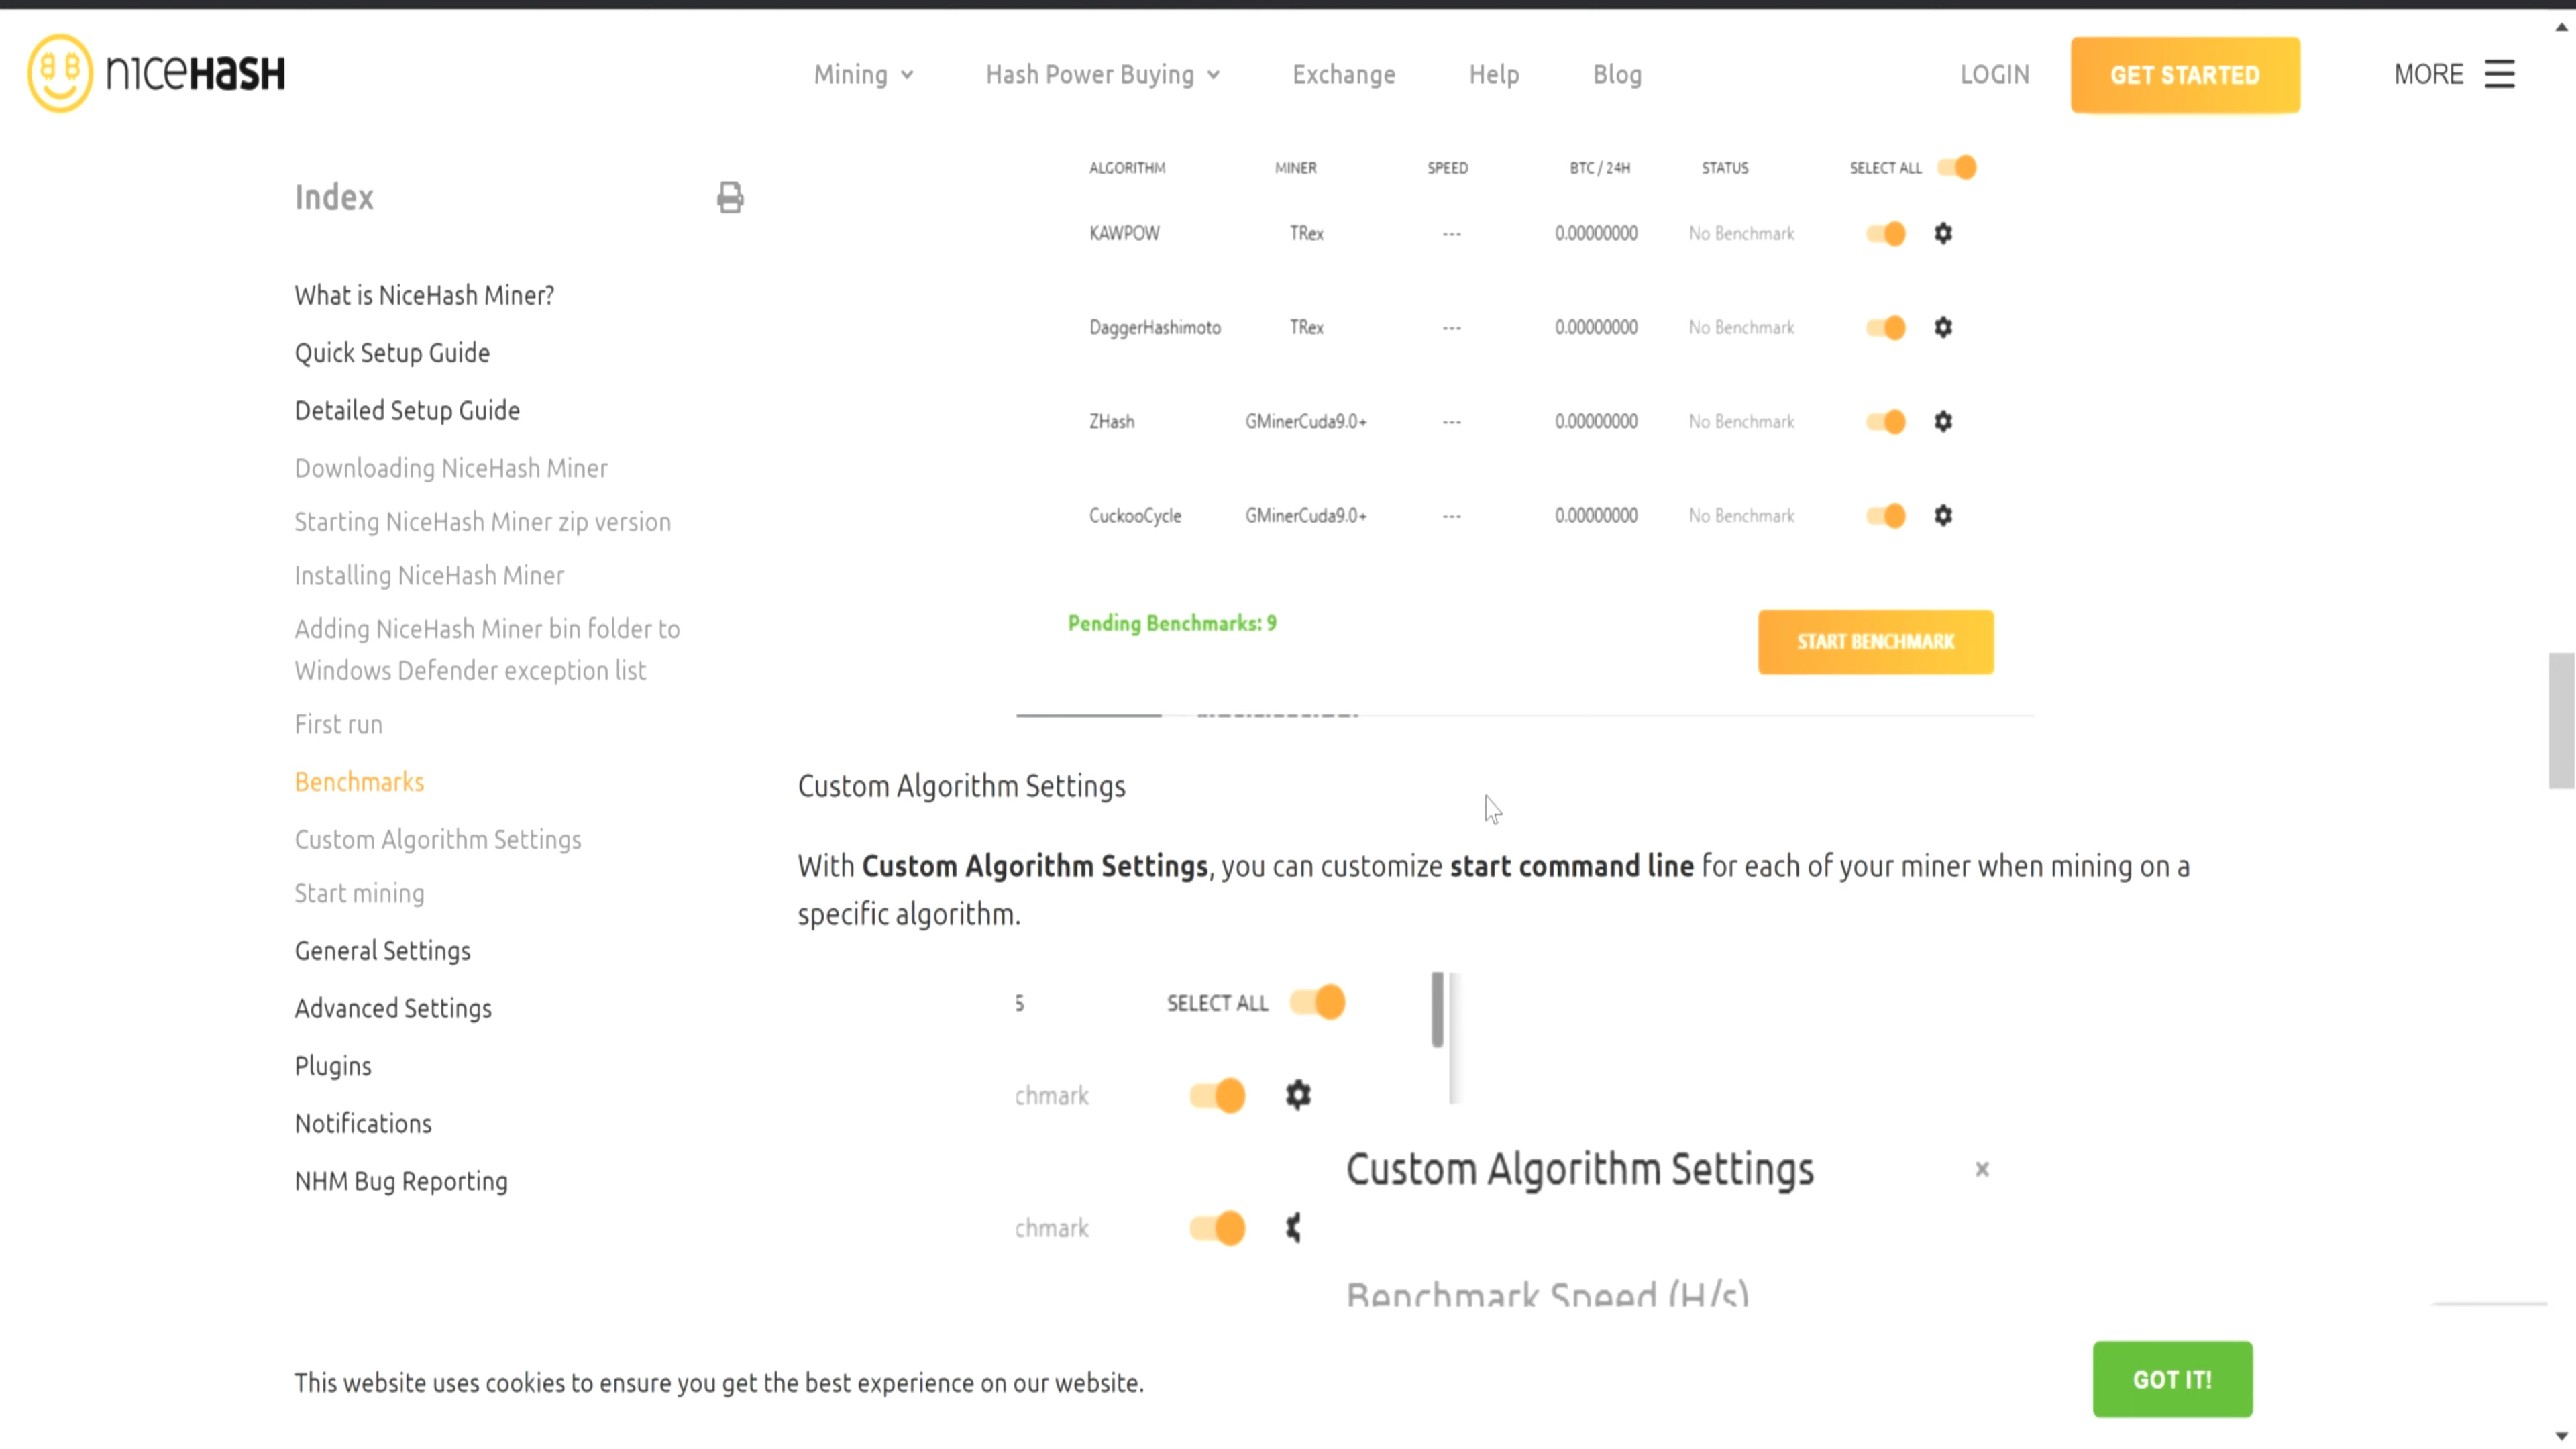 nıceHasH
Mining
Hash Power Buying
Exchange
Help
Blog
LOGIN
GET STARTED
MORE
Index
What is NiceHash Miner?
Quick Setup Guide
Detailed Setup Guide
Downloading NiceHash Miner
Starting NiceHash Miner zip version
Installing NiceHash Miner
Adding NiceHash Miner bin folder to
Windows Defender exception list
First run
Benchmarks
Custom Algorithm Settings
Start mining
General Settings
Advanced Settings
Plugins
Notifications
NHM Bug Reporting
ALGORITHM MINER SPEED BTC / 24H STATUS SELECT ALL
KAWPOW TRex --- 0.00000000 No Benchmark
DaggerHashimoto TRex --- 0.00000000 No Benchmark
ZHash GMinerCuda9.0+ --- 0.00000000 No Benchmark
CuckooCycle GMinerCuda9.0+ --- 0.00000000 No Benchmark
Pending Benchmarks: 9
START BENCHMARK
Custom Algorithm Settings
With Custom Algorithm Settings, you can customize start command line for each of your miner when mining on a
specific algorithm.
S SELECT ALL
chmark
chmark
Custom Algorithm Settings ×
Benchmark Speed (H/s)
This website uses cookies to ensure you get the best experience on our website.
GOT IT!